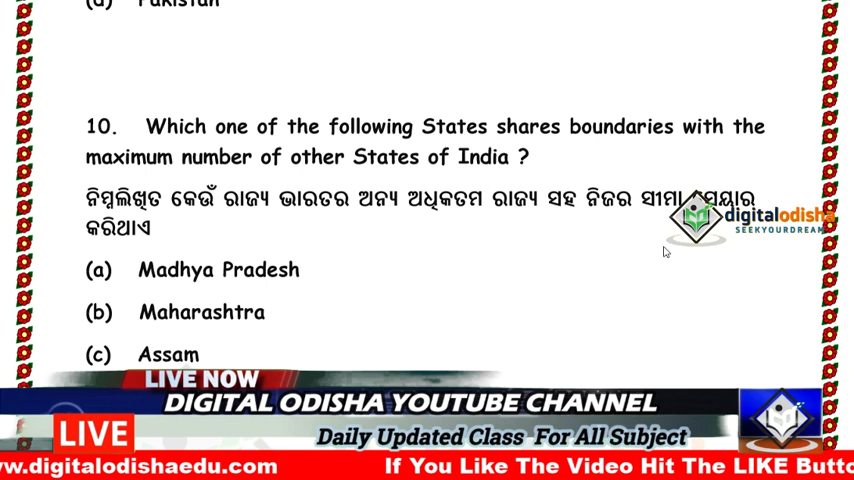 (d) Pakistan
10. Which one of the following States shares boundaries with the
maximum number of other States of India ?
ନିମ୍ନଲିଖିତ କେଉଁ ରାଜ୍ୟ ଭାରତର ଅନ୍ୟ ଅଧିକତମ ରାଜ୍ୟ ସହ ନିଜର ସୀମା ସେୟାର
କରିଥାଏ
digitalodisha
SEEKYOURDREAM
(a) Madhya Pradesh
(b) Maharashtra
(c) Assam
LIVE NOW
DIGITAL ODISHA YOUTUBE CHANNEL
LIVE
Daily Updated Class For All Subject
ww.digitalodishaedu.com If You Like The Video Hit The LIKE Butto